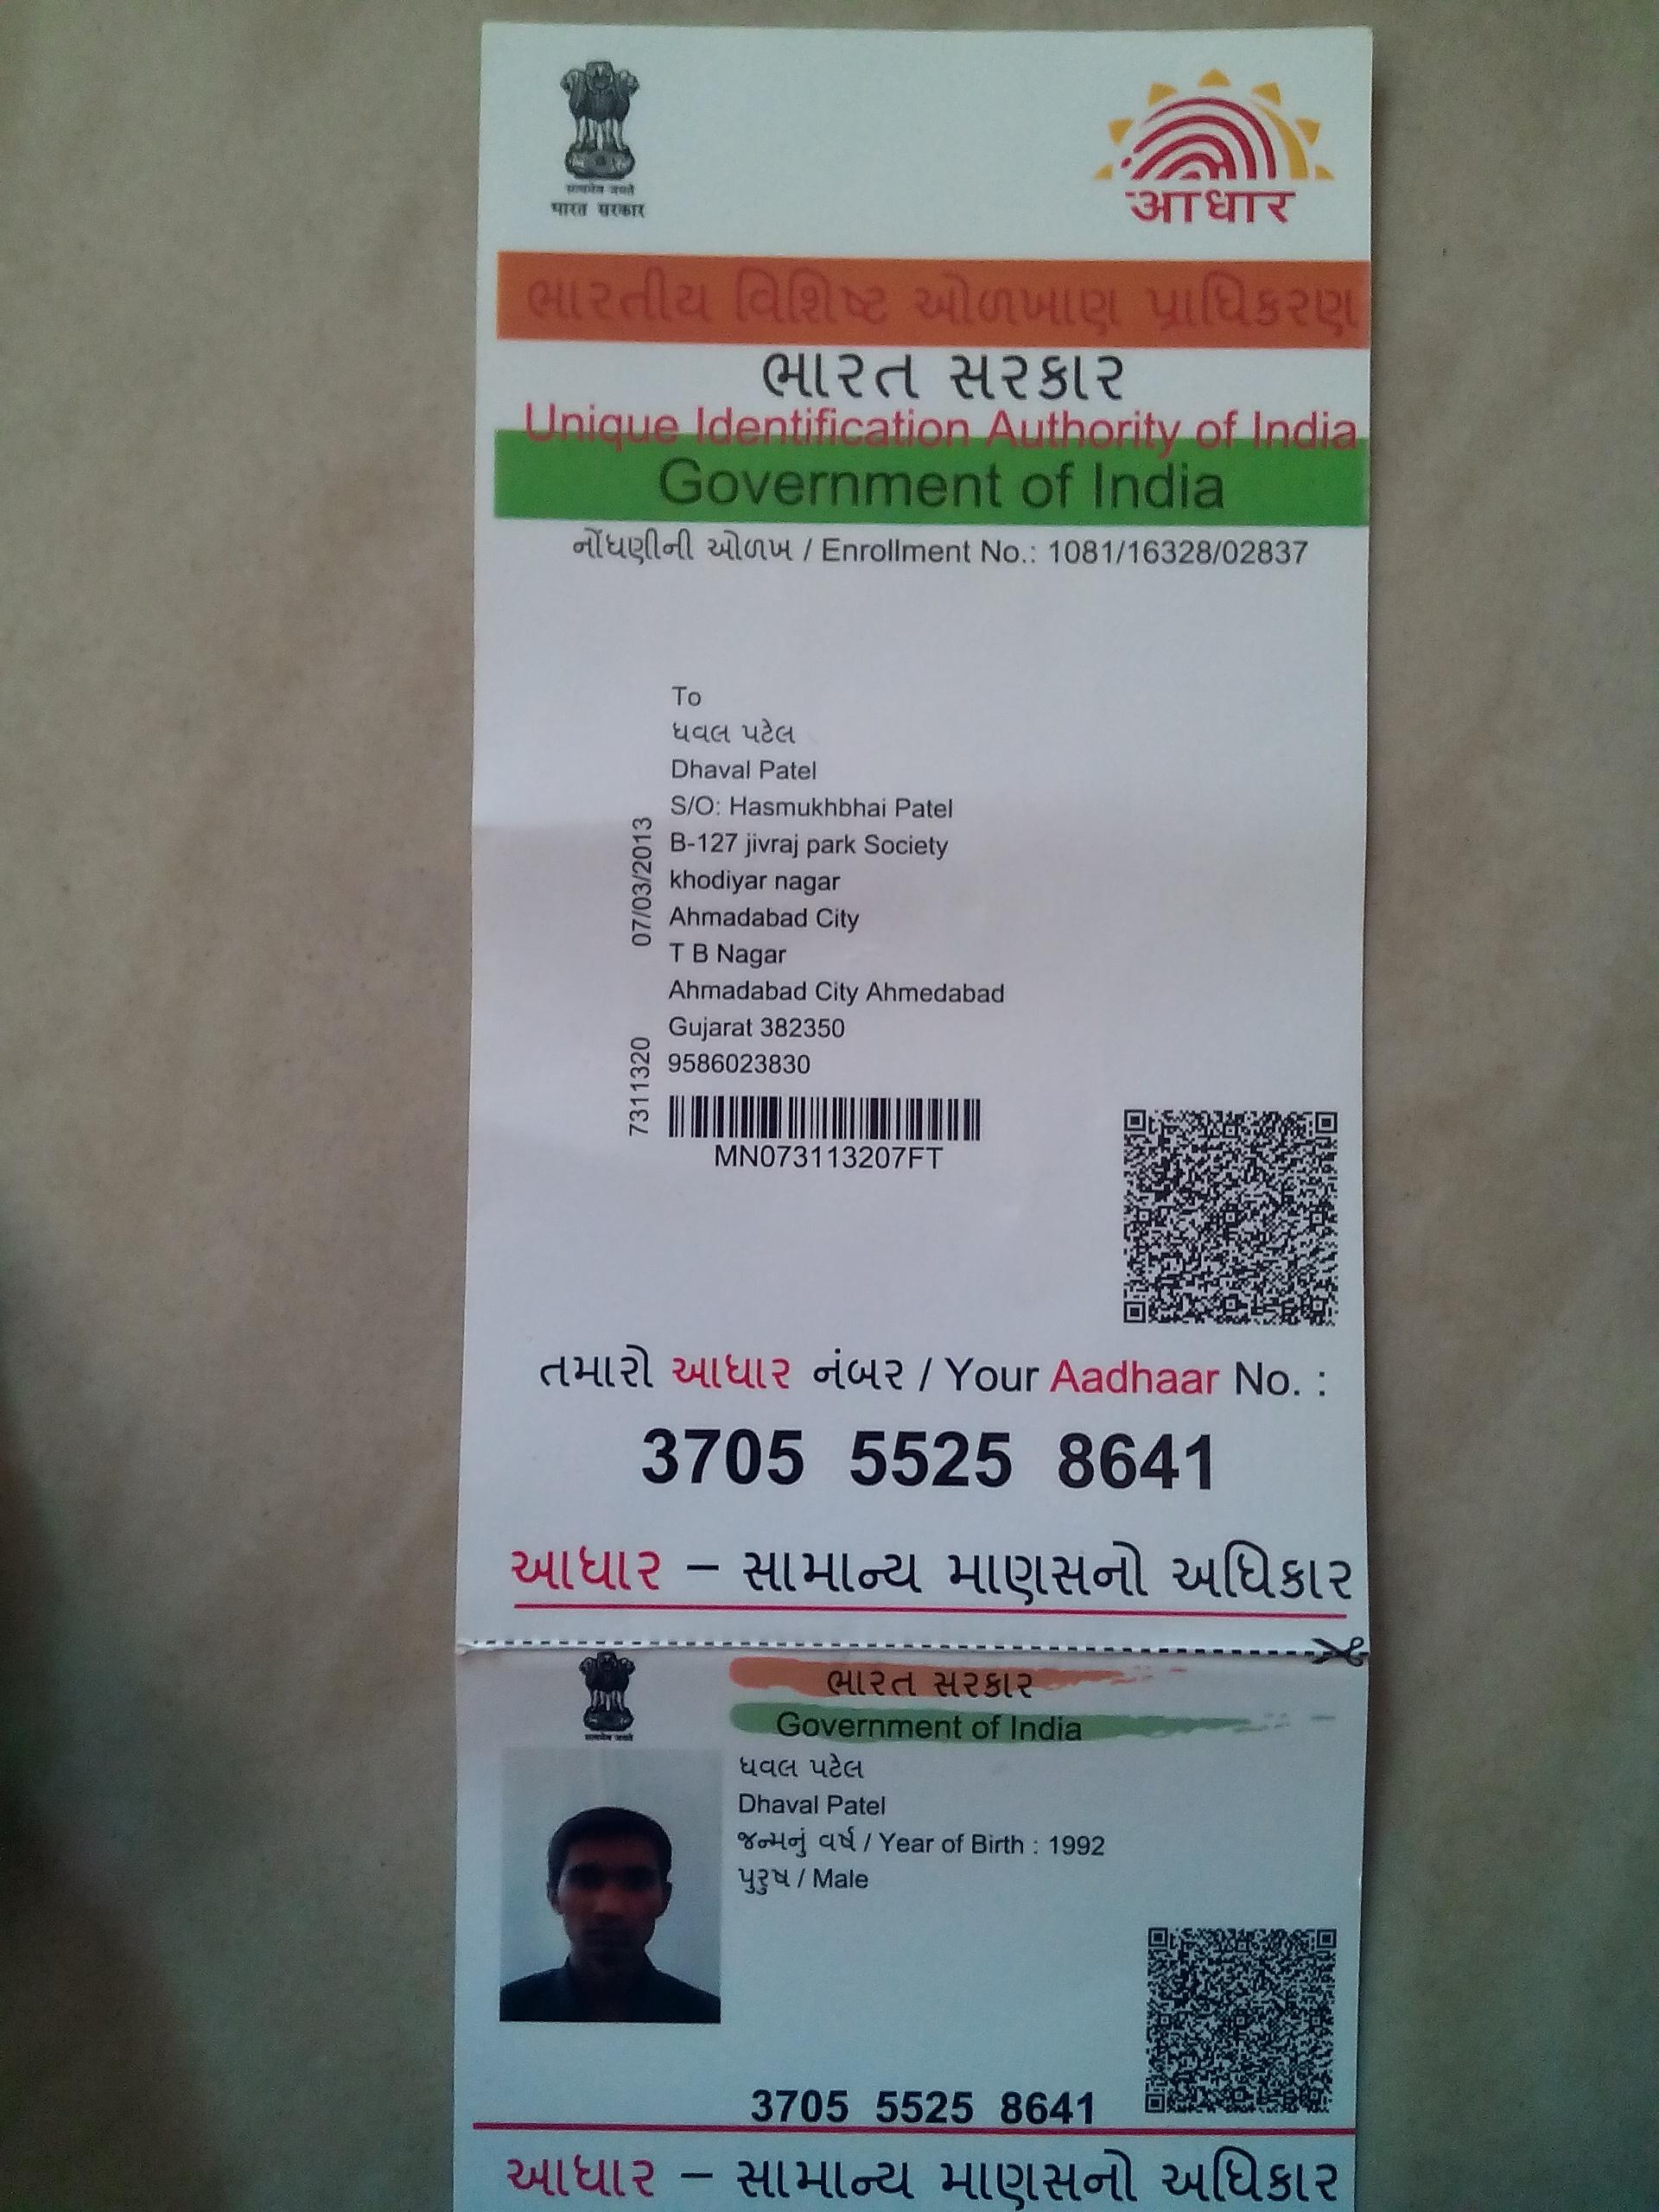 सत्यमेव जयते
भारत सरकार
आधार
ભારતીય વિશિષ્ટ ઓળખાણ પ્રાધિકરણ
ભારત સરકાર
Unique Identification Authority of India
Government of India
નોંધણીની ઓળખ / Enrollment No.: 1081/16328/02837
To
ધવલ પટેલ
Dhaval Patel
S/O: Hasmukhbhai Patel
B-127 jivraj park Society
khodiyar nagar
Ahmadabad City
T B Nagar
Ahmadabad City Ahmedabad
Gujarat 382350
9586023830
07/03/2013
7311320
MN073113207FT
તમારો આધાર નંબર / Your Aadhaar No. :
3705 5525 8641
આધાર – સામાન્ય માણસનો અધિકાર
सत्यमेव जयते
ભારત સરકાર
Government of India
ધવલ પટેલ
Dhaval Patel
જન્મનું વર્ષ / Year of Birth : 1992
પુરુષ / Male
3705 5525 8641
આધાર – સામાન્ય માણસનો અધિકાર